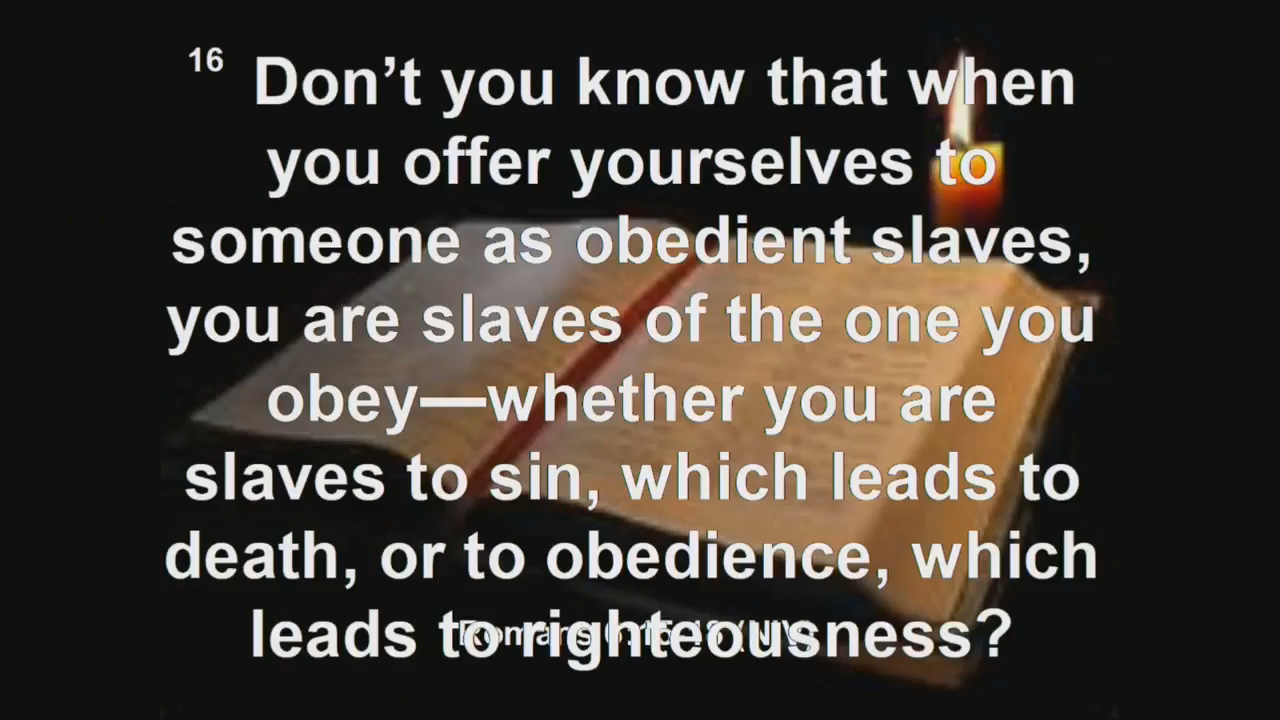 16 Don’t you know that when
you offer yourselves to
someone as obedient slaves,
you are slaves of the one you
obey—whether you are
slaves to sin, which leads to
death, or to obedience, which
leads to righteousness?
Romans (NIV)